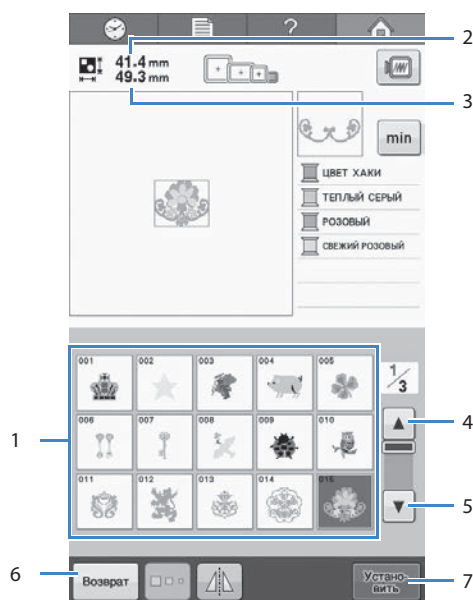 ?
2
41.4 mm
49.3 mm
3
min
ЦВЕТ ХАКИ
ТЕПЛЫЙ СЕРЫЙ
РОЗОВЫЙ
СВЕЖИЙ РОЗОВЫЙ
001 002 003 004 005
1/3
1
4
006 007 008 009 010
011 012 013 014 015
5
6
Возврат
Устано-
вить
7